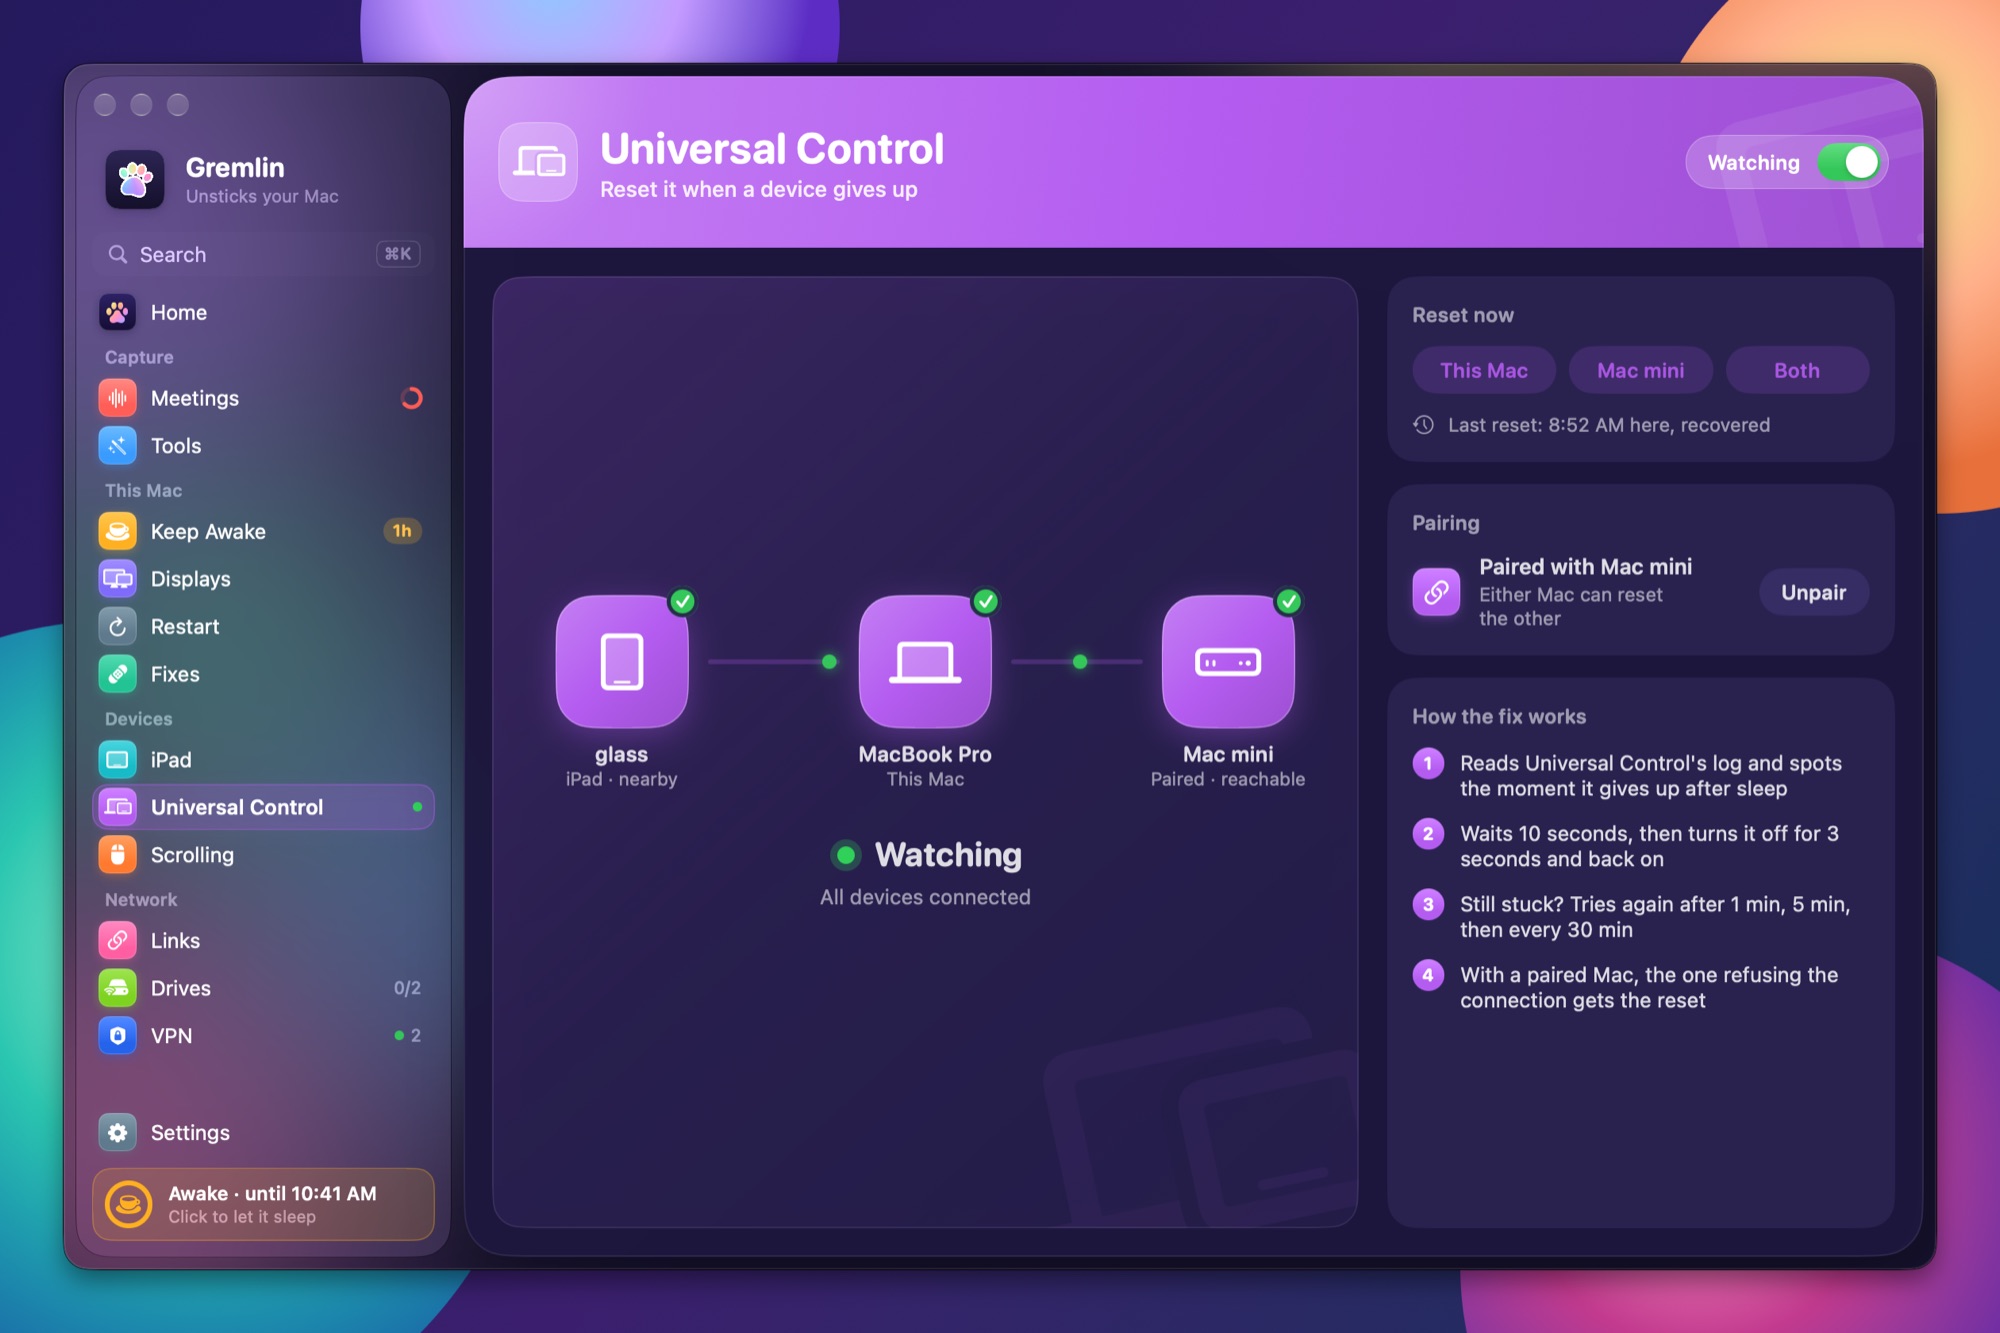 Gremlin
Unsticks your Mac
Search
⌘K
Home
Capture
Meetings
Tools
This Mac
Keep Awake
1h
Displays
Restart
Fixes
Devices
iPad
Universal Control
Scrolling
Network
Links
Drives
0/2
VPN
2
Settings
Awake · until 10:41 AM
Click to let it sleep
Universal Control
Reset it when a device gives up
Watching
glass
iPad · nearby
MacBook Pro
This Mac
Mac mini
Paired · reachable
Watching
All devices connected
Reset now
This Mac
Mac mini
Both
Last reset: 8:52 AM here, recovered
Pairing
Paired with Mac mini
Either Mac can reset
the other
Unpair
How the fix works
1
Reads Universal Control's log and spots
the moment it gives up after sleep
2
Waits 10 seconds, then turns it off for 3
seconds and back on
3
Still stuck? Tries again after 1 min, 5 min,
then every 30 min
4
With a paired Mac, the one refusing the
connection gets the reset